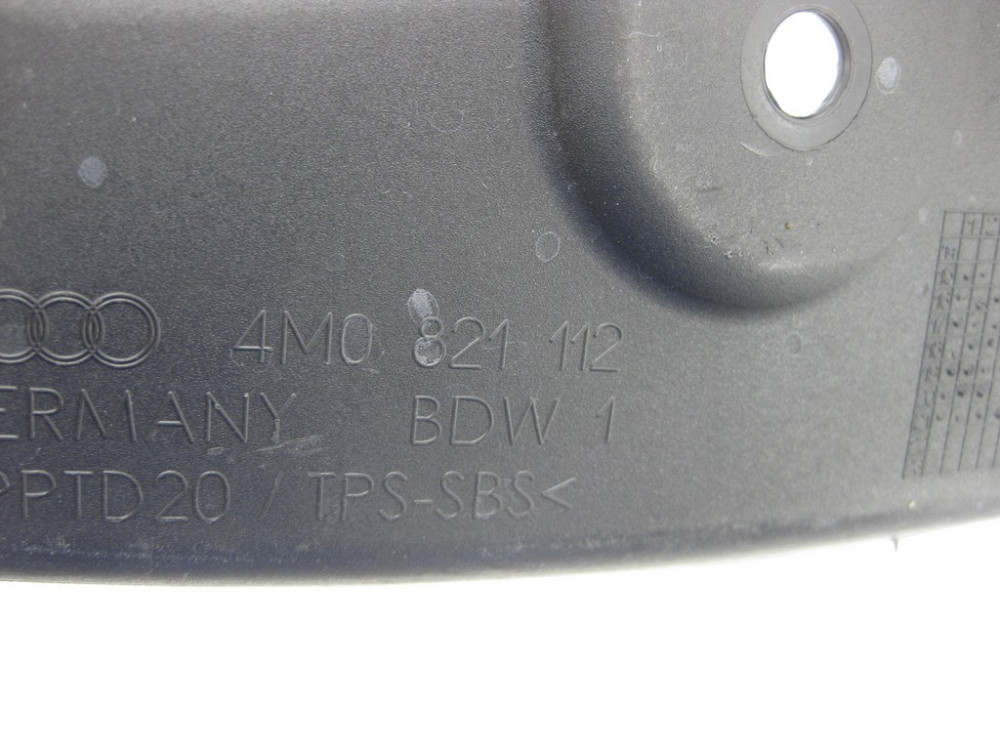 4M0 821 112
ERMANY BDW 1
PPTD20 / TPS-SBS<